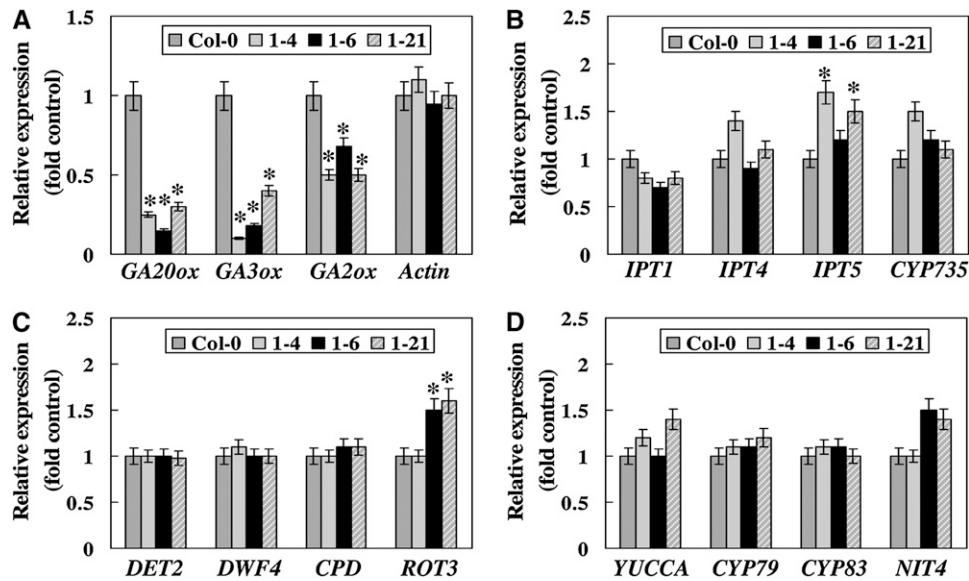 A
Relative expression
(fold control)
1.5
1
0.5
0
Col-0 1-4 1-6 1-21
* * *
* * *
* * *
GA20ox GA3ox GA2ox Actin
B
Relative expression
(fold control)
2.5
2
1.5
1
0.5
0
Col-0 1-4 1-6 1-21
* *
IPT1 IPT4 IPT5 CYP735
C
Relative expression
(fold control)
2.5
2
1.5
1
0.5
0
Col-0 1-4 1-6 1-21
* *
DET2 DWF4 CPD ROT3
D
Relative expression
(fold control)
2.5
2
1.5
1
0.5
0
Col-0 1-4 1-6 1-21
YUCCA CYP79 CYP83 NIT4